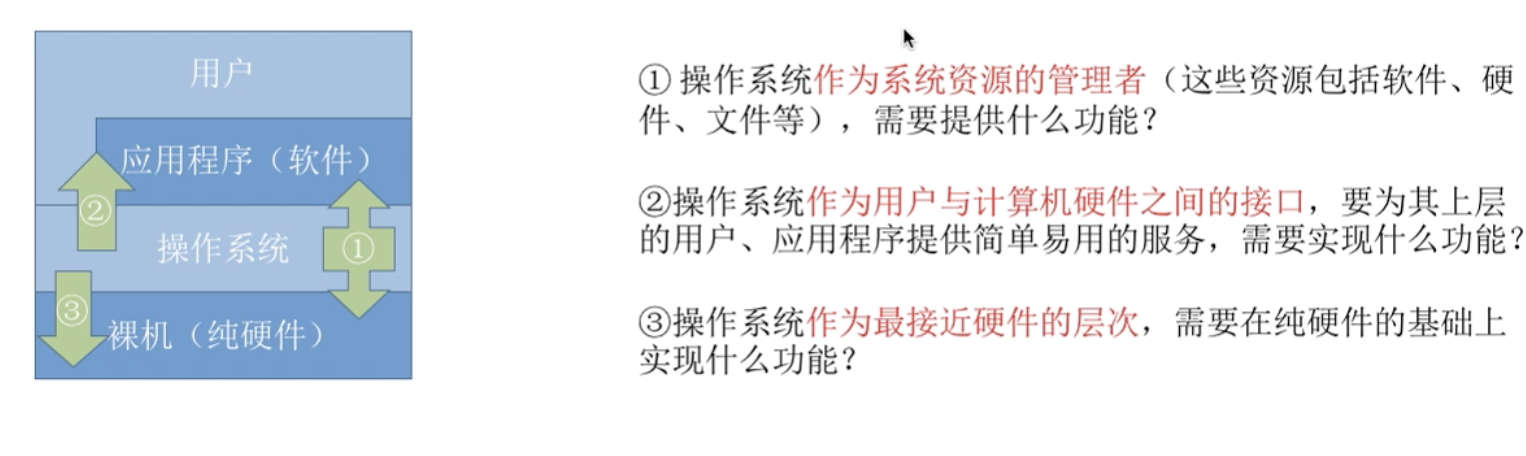 用户
应用程序（软件）
②
操作系统
①
③
裸机（纯硬件）
① 操作系统作为系统资源的管理者（这些资源包括软件、硬
件、文件等），需要提供什么功能？
②操作系统作为用户与计算机硬件之间的接口，要为其上层
的用户、应用程序提供简单易用的服务，需要实现什么功能？
③操作系统作为最接近硬件的层次，需要在纯硬件的基础上
实现什么功能？